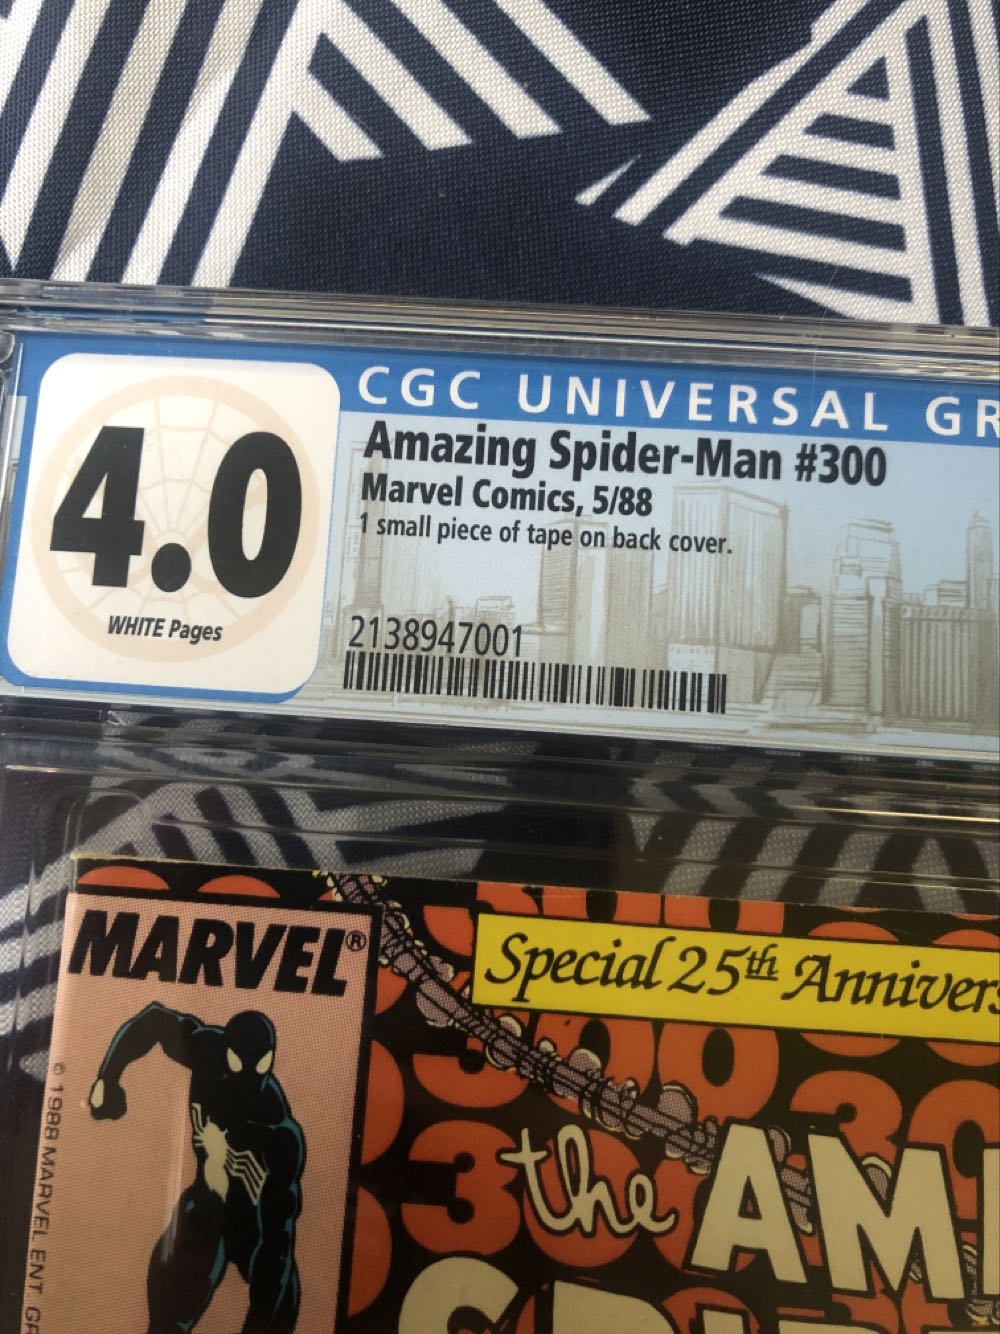 CGC UNIVERSAL GR
4.0
WHITE Pages
Amazing Spider-Man #300
Marvel Comics, 5/88
1 small piece of tape on back cover.
2138947001
MARVEL®
Special 25th Annivers
300
the AM
© 1988 MARVEL ENT. GR